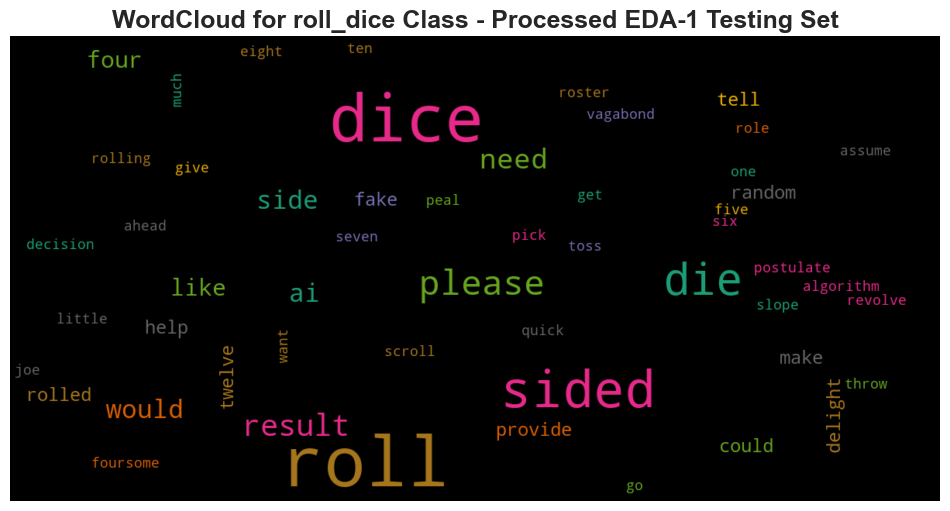 WordCloud for roll_dice Class - Processed EDA-1 Testing Set
four
eight
ten
much
dice
roster
vagabond
tell
role
assume
rolling
give
need
one
random
side
fake
peal
get
five
six
ahead
decision
seven
pick
toss
like
ai
please
die
postulate
algorithm
revolve
slope
little
help
want
scroll
quick
make
joe
rolled
twelve
would
sided
throw
delight
result
provide
could
roll
foursome
go